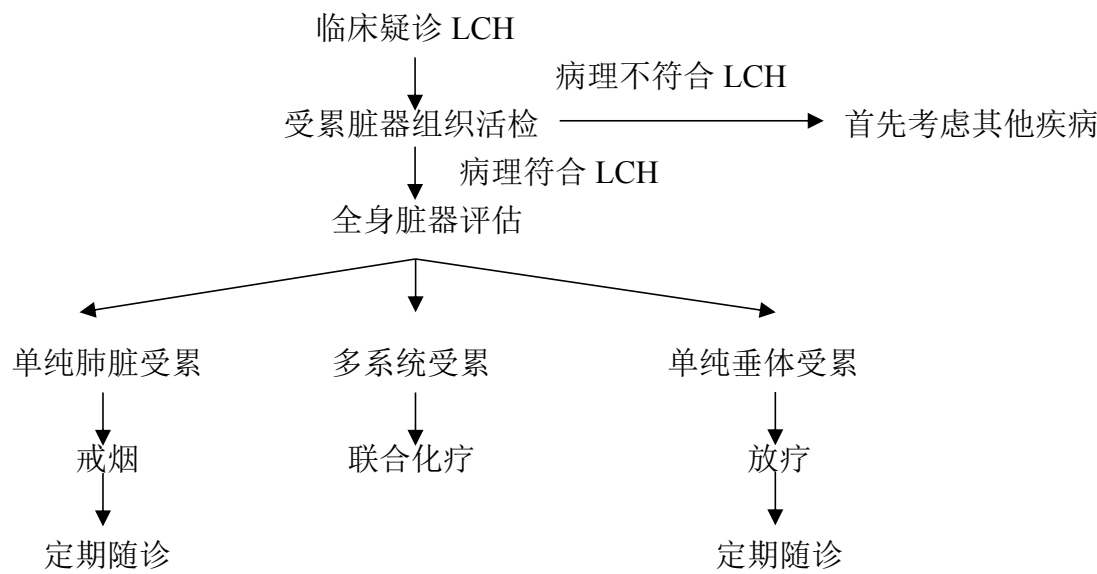 临床疑诊 LCH
病理不符合 LCH
受累脏器组织活检
首先考虑其他疾病
病理符合 LCH
全身脏器评估
单纯肺脏受累
多系统受累
单纯垂体受累
戒烟
联合化疗
放疗
定期随诊
定期随诊